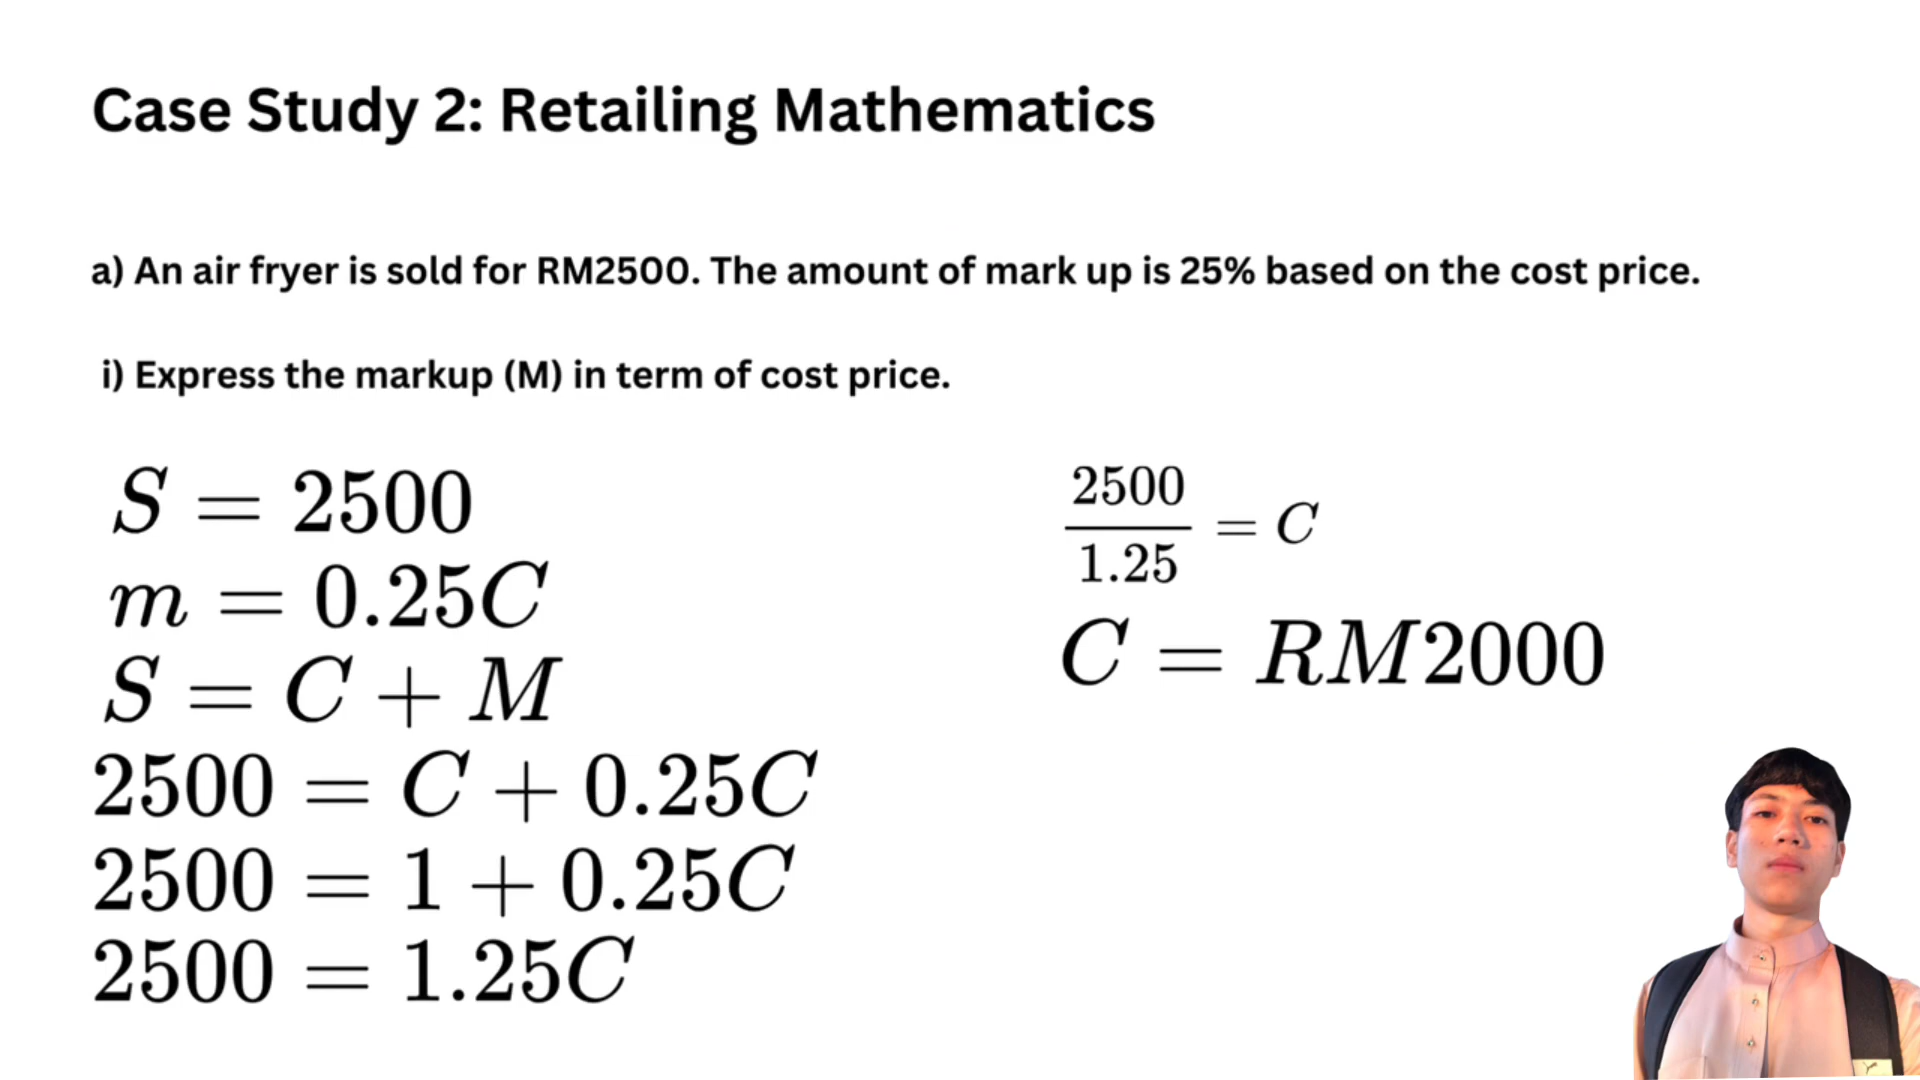 Case Study 2: Retailing Mathematics
a) An air fryer is sold for RM2500. The amount of mark up is 25% based on the cost price.
i) Express the markup (M) in term of cost price.
S = 2500
m = 0.25C
S = C + M
2500 = C + 0.25C
2500 = 1 + 0.25C
2500 = 1.25C
2500
1.25
= C
C = RM2000